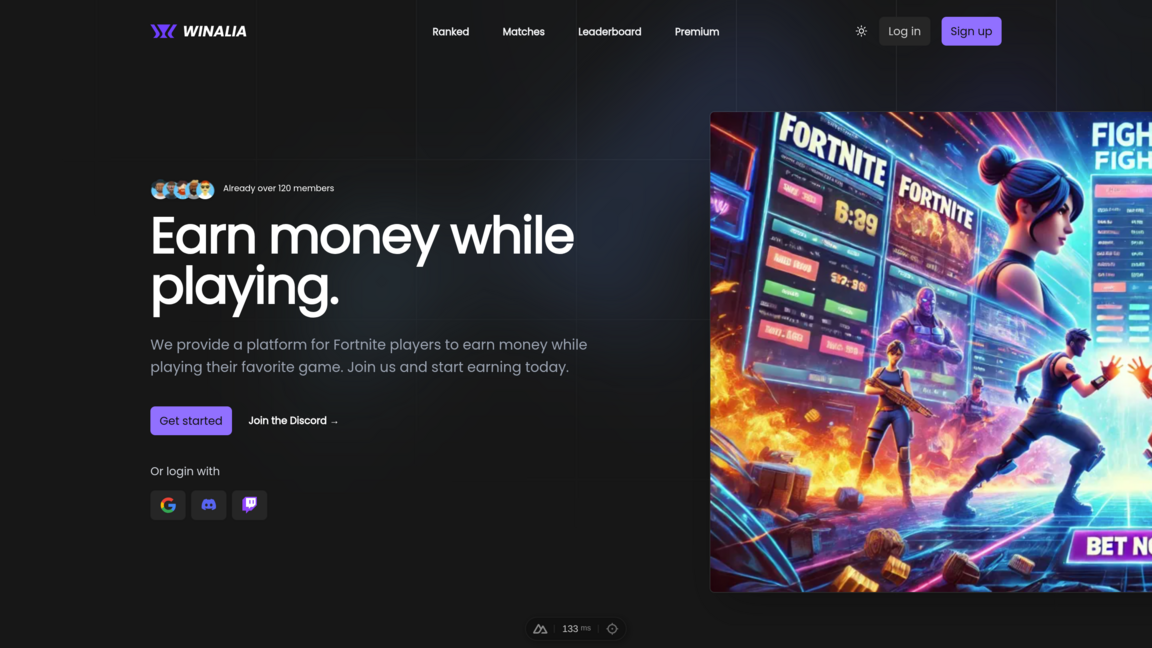 WINALIA
Ranked
Matches
Leaderboard
Premium
Log in
Sign up
Already over 120 members
Earn money while
playing.
We provide a platform for Fortnite players to earn money while
playing their favorite game. Join us and start earning today.
Get started
Join the Discord →
Or login with
FORTNITE
FORTNITE
6:89
FIGH
FIGH
BET NO
133 ms